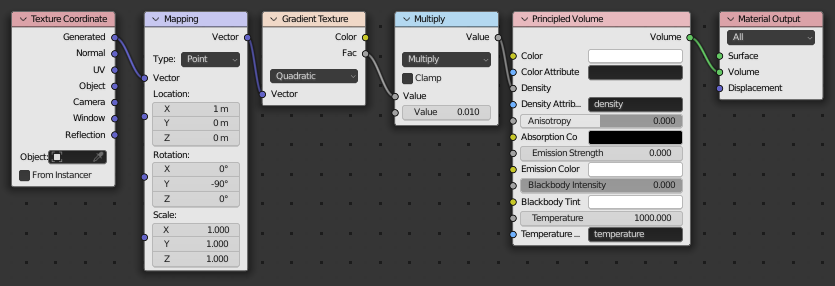 Texture Coordinate
Generated
Normal
UV
Object
Camera
Window
Reflection
Object:
From Instancer
Mapping
Vector
Type: Point
Vector
Location:
X 1 m
Y 0 m
Z 0 m
Rotation:
X 0°
Y -90°
Z 0°
Scale:
X 1.000
Y 1.000
Z 1.000
Gradient Texture
Color
Fac
Quadratic
Vector
Multiply
Value
Multiply
Clamp
Value
Value 0.010
Principled Volume
Volume
Color
Color Attribute
Density
Density Attrib... density
Anisotropy 0.000
Absorption Co
Emission Strength 0.000
Emission Color
Blackbody Intensity 0.000
Blackbody Tint
Temperature 1000.000
Temperature ... temperature
Material Output
All
Surface
Volume
Displacement